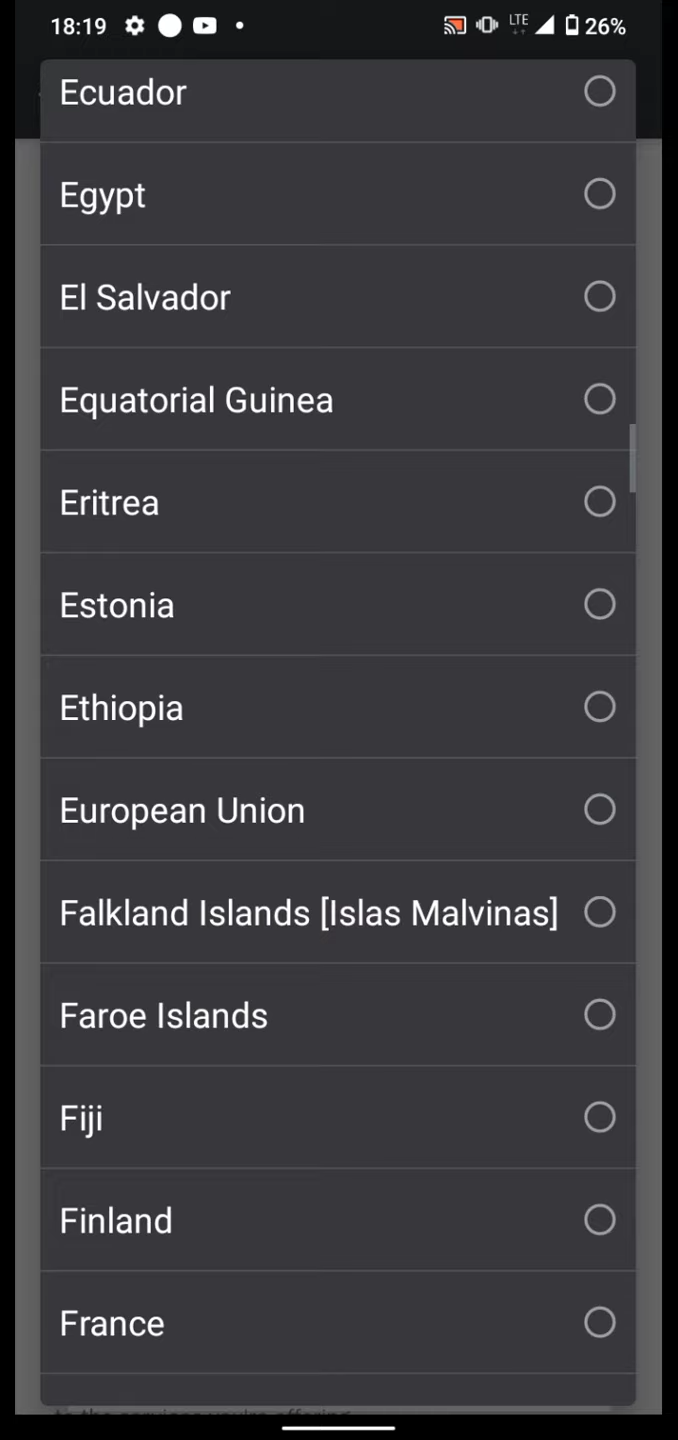 18:19
LTE
26%
Ecuador
Egypt
El Salvador
Equatorial Guinea
Eritrea
Estonia
Ethiopia
European Union
Falkland Islands [Islas Malvinas]
Faroe Islands
Fiji
Finland
France